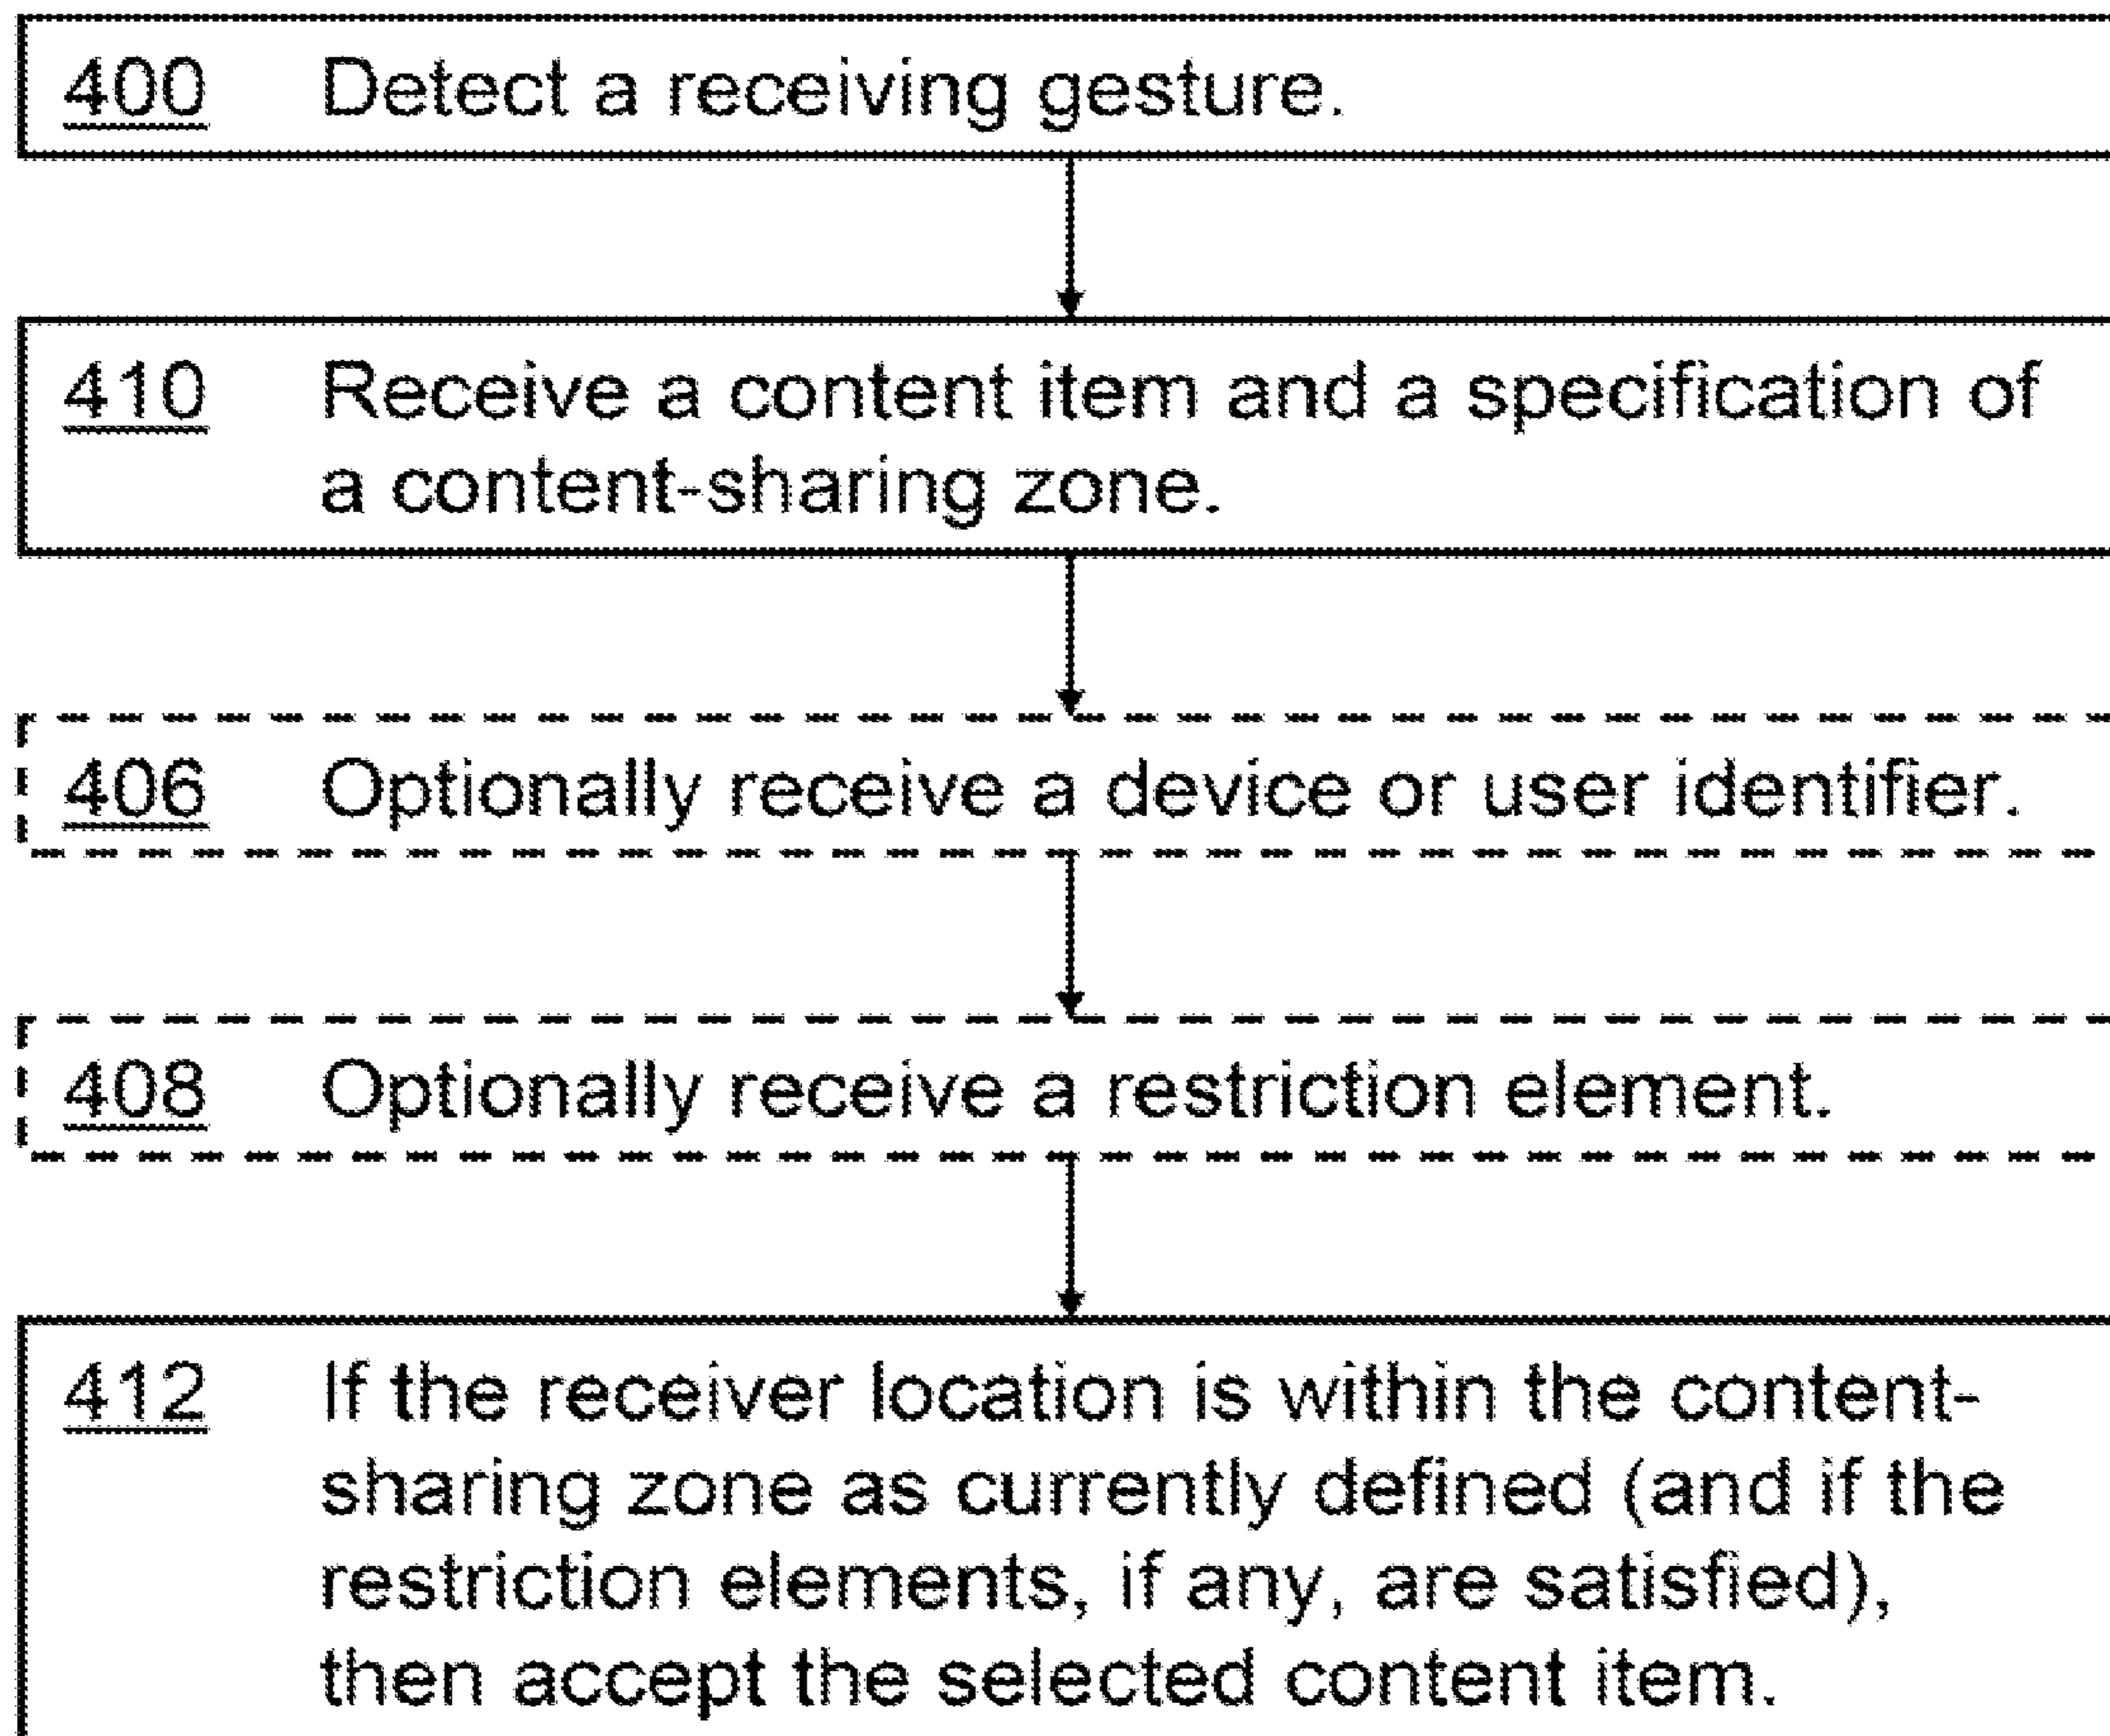 400 Detect a receiving gesture.
410 Receive a content item and a specification of
a content-sharing zone.
406 Optionally receive a device or user identifier.
408 Optionally receive a restriction element.
412 If the receiver location is within the content-
sharing zone as currently defined (and if the
restriction elements, if any, are satisfied),
then accept the selected content item.